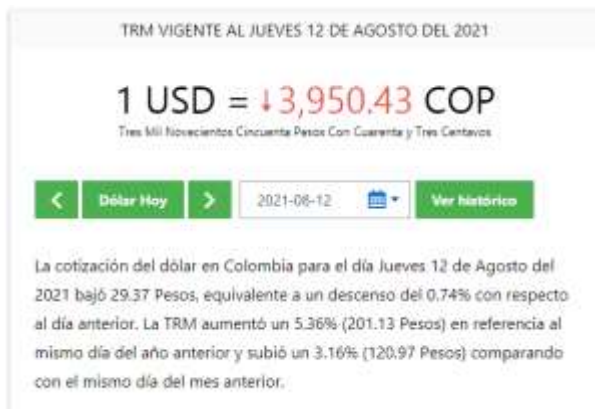 TRM VIGENTE AL JUEVES 12 DE AGOSTO DEL 2021
1 USD = ↓3,950.43 COP
Tres Mil Novecientos Cincuenta Pesos Con Cuarenta y Tres Centavos
< Dólar Hoy > 2021-08-12 Ver histórico
La cotización del dólar en Colombia para el día Jueves 12 de Agosto del
2021 bajó 29.37 Pesos, equivalente a un descenso del 0.74% con respecto
al día anterior. La TRM aumentó un 5.36% (201.13 Pesos) en referencia al
mismo día del año anterior y subió un 3.16% (120.97 Pesos) comparando
con el mismo día del mes anterior.